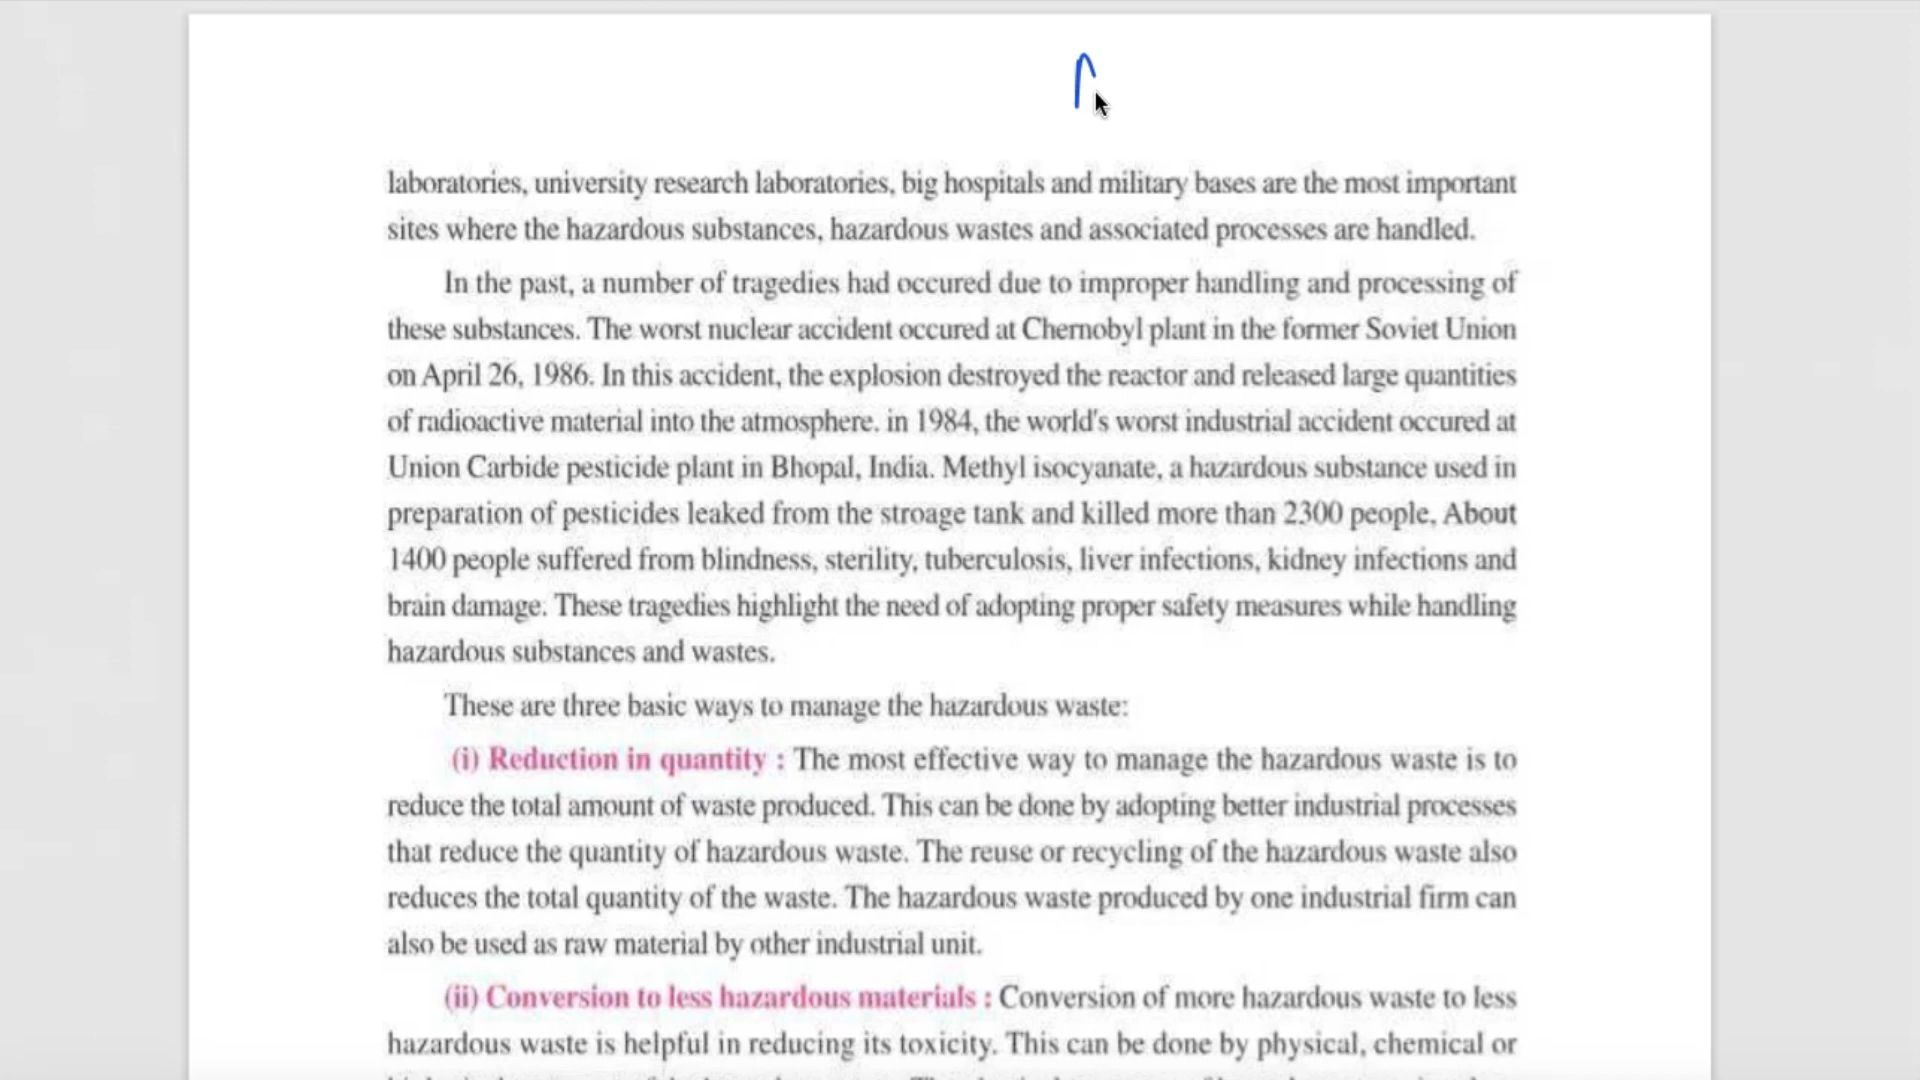 laboratories, university research laboratories, big hospitals and military bases are the most important
sites where the hazardous substances, hazardous wastes and associated processes are handled.
In the past, a number of tragedies had occured due to improper handling and processing of
these substances. The worst nuclear accident occured at Chernobyl plant in the former Soviet Union
on April 26, 1986. In this accident, the explosion destroyed the reactor and released large quantities
of radioactive material into the atmosphere. in 1984, the world's worst industrial accident occured at
Union Carbide pesticide plant in Bhopal, India. Methyl isocyanate, a hazardous substance used in
preparation of pesticides leaked from the stroage tank and killed more than 2300 people, About
1400 people suffered from blindness, sterility, tuberculosis, liver infections, kidney infections and
brain damage. These tragedies highlight the need of adopting proper safety measures while handling
hazardous substances and wastes.
These are three basic ways to manage the hazardous waste:
(i) Reduction in quantity : The most effective way to manage the hazardous waste is to
reduce the total amount of waste produced. This can be done by adopting better industrial processes
that reduce the quantity of hazardous waste. The reuse or recycling of the hazardous waste also
reduces the total quantity of the waste. The hazardous waste produced by one industrial firm can
also be used as raw material by other industrial unit.
(ii) Conversion to less hazardous materials : Conversion of more hazardous waste to less
hazardous waste is helpful in reducing its toxicity. This can be done by physical, chemical or